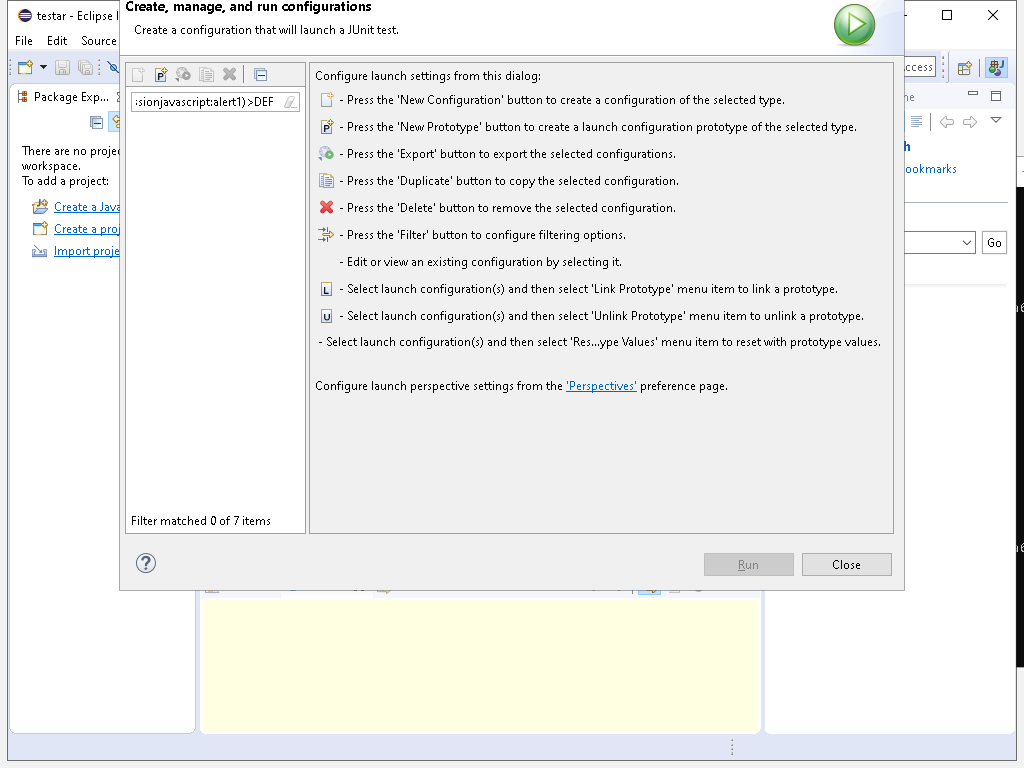 Create, manage, and run configurations
testar - Eclipse I
Create a configuration that will launch a JUnit test.
File Edit Source
ccess
Package Exp...
There are no proje
workspace.
To add a project:
Create a Java
Create a proj
Import proje
:sionjavascript:alert1)>DEF
Filter matched 0 of 7 items
Configure launch settings from this dialog:
- Press the 'New Configuration' button to create a configuration of the selected type.
P - Press the 'New Prototype' button to create a launch configuration prototype of the selected type.
- Press the 'Export' button to export the selected configurations.
- Press the 'Duplicate' button to copy the selected configuration.
- Press the 'Delete' button to remove the selected configuration.
- Press the 'Filter' button to configure filtering options.
- Edit or view an existing configuration by selecting it.
L - Select launch configuration(s) and then select 'Link Prototype' menu item to link a prototype.
U - Select launch configuration(s) and then select 'Unlink Prototype' menu item to unlink a prototype.
- Select launch configuration(s) and then select 'Res...ype Values' menu item to reset with prototype values.
Configure launch perspective settings from the 'Perspectives' preference page.
? Run Close
ne
h
ookmarks
Go